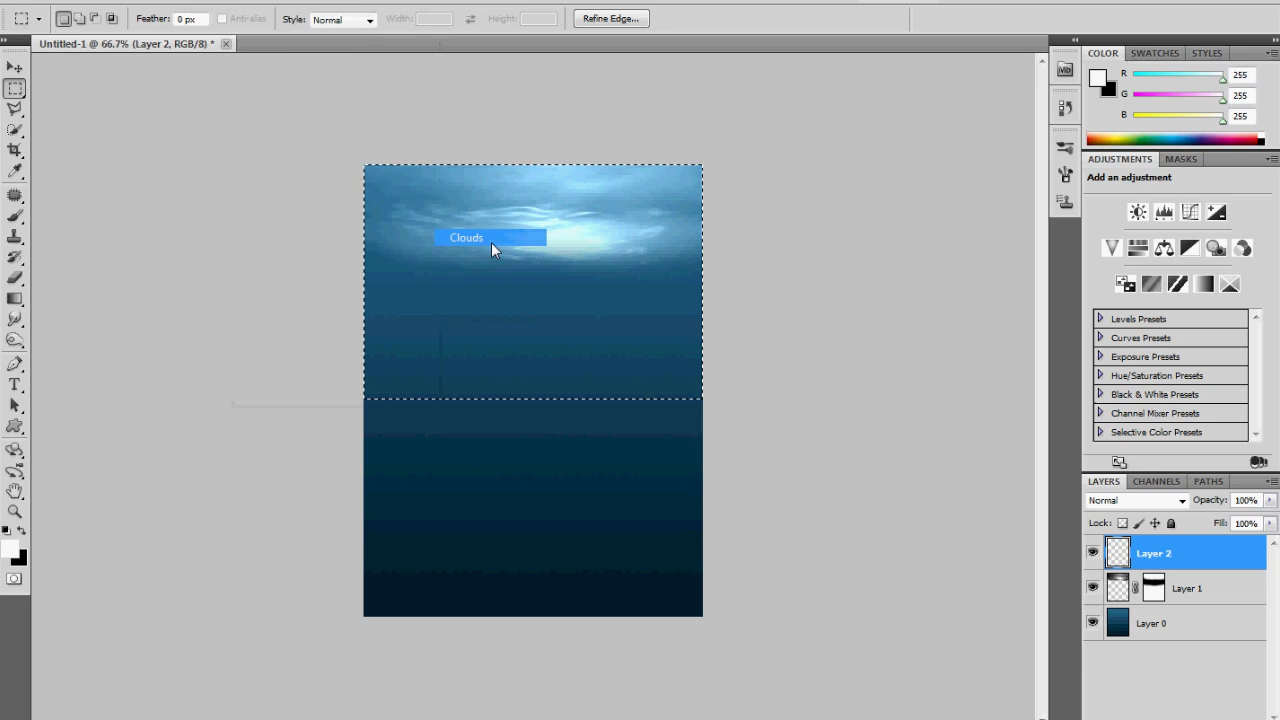 Feather: 0 px Anti-alias Style: Normal Width: Height: Refine Edge...
Untitled-1 @ 66.7% (Layer 2, RGB/8) *
COLOR SWATCHES STYLES
R 255
G 255
B 255
ADJUSTMENTS MASKS
Add an adjustment
Clouds
Levels Presets
Curves Presets
Exposure Presets
Hue/Saturation Presets
Black & White Presets
Channel Mixer Presets
Selective Color Presets
LAYERS CHANNELS PATHS
Normal Opacity: 100%
Lock: Fill: 100%
Layer 2
Layer 1
Layer 0
Mb
T